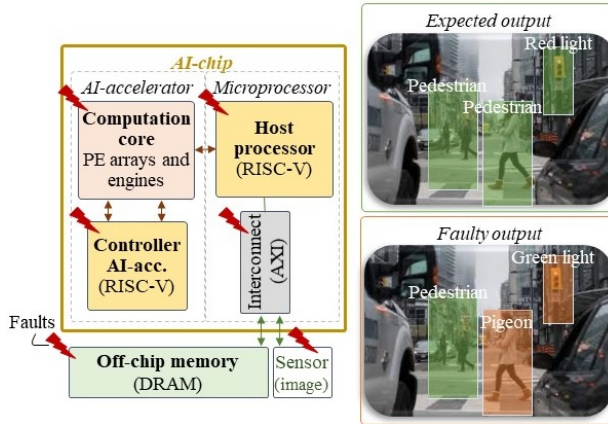 AI-chip
AI-accelerator
Microprocessor
Computation
core
PE arrays and
engines
Host
processor
(RISC-V)
Controller
AI-acc.
(RISC-V)
Interconnect
(AXI)
Faults
Off-chip memory
(DRAM)
Sensor
(image)
Expected output
Red light
Pedestrian
Pedestrian
Faulty output
Green light
Pedestrian
Pigeon